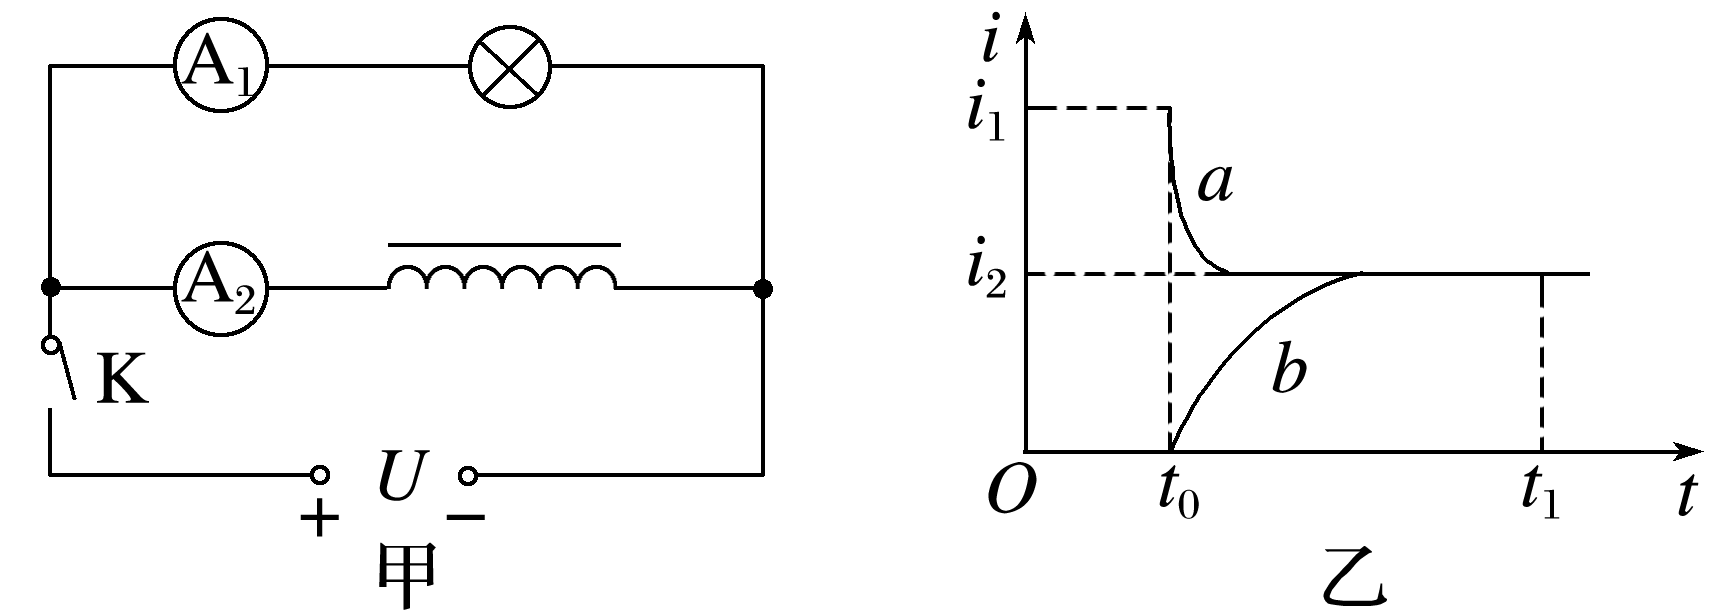 A₁
A₂
K
U
+ −
甲
i
i₁
a
i₂
b
O t₀ t₁ t
乙